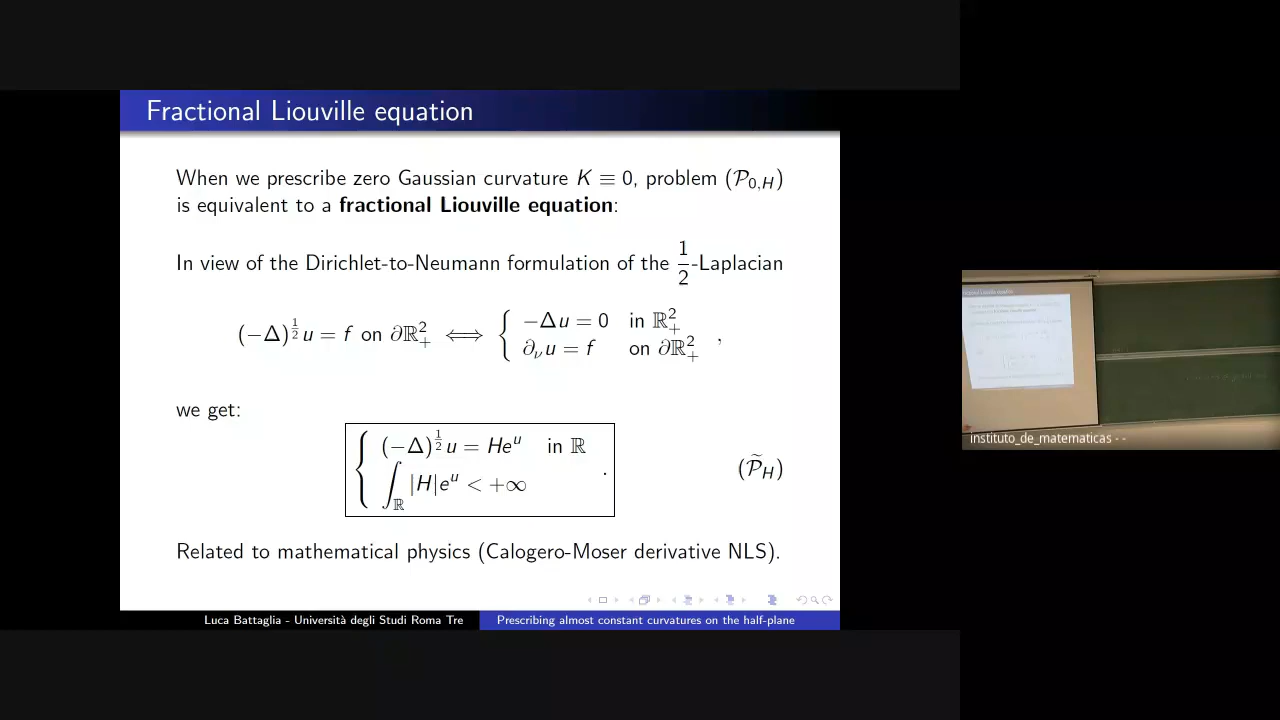 Fractional Liouville equation
When we prescribe zero Gaussian curvature K ≡ 0, problem (𝒫₀,H)
is equivalent to a fractional Liouville equation:
In view of the Dirichlet-to-Neumann formulation of the 1/2-Laplacian
(−Δ)^{1/2} u = f on ∂ℝ²₊ ⟺ { −Δu = 0 in ℝ²₊
∂_ν u = f on ∂ℝ²₊ ,
we get:
{ (−Δ)^{1/2} u = He^u in ℝ
∫_ℝ |H|e^u < +∞ . (𝒫̃_H)
Related to mathematical physics (Calogero-Moser derivative NLS).
Luca Battaglia - Università degli Studi Roma Tre
Prescribing almost constant curvatures on the half-plane
instituto_de_matematicas - -